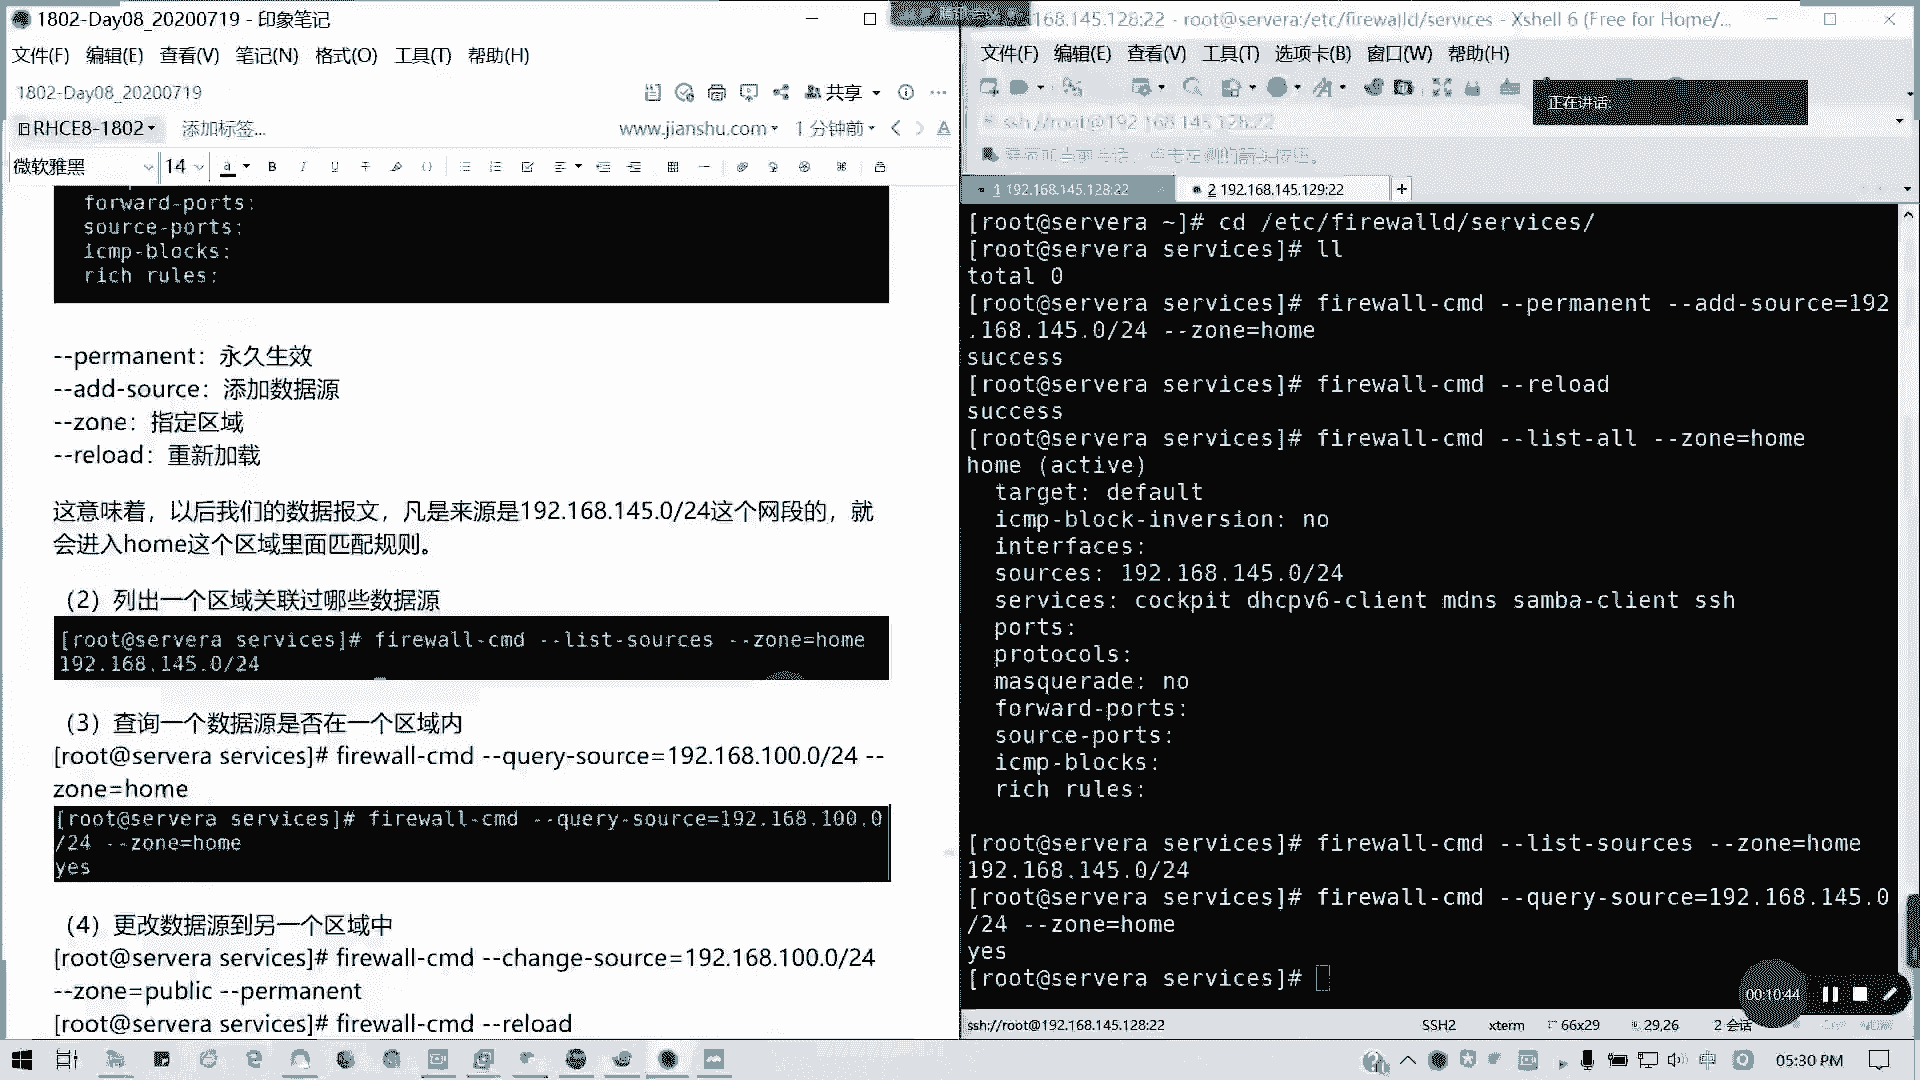 1802-Day08_20200719 - 印象笔记
文件(F) 编辑(E) 查看(V) 笔记(N) 格式(O) 工具(T) 帮助(H)
1802-Day08_20200719
共享
RHCE8-1802 添加标签...
www.jianshu.com 1 分钟前
微软雅黑 14
forward-ports:
source-ports:
icmp-blocks:
rich rules:
--permanent：永久生效
--add-source：添加数据源
--zone：指定区域
--reload：重新加载
这意味着，以后我们的数据报文，凡是来源是192.168.145.0/24这个网段的，就
会进入home这个区域里面匹配规则。
（2）列出一个区域关联过哪些数据源
[root@servera services]# firewall-cmd --list-sources --zone=home
192.168.145.0/24
（3）查询一个数据源是否在一个区域内
[root@servera services]# firewall-cmd --query-source=192.168.100.0/24 --
zone=home
[root@servera services]# firewall-cmd --query-source=192.168.100.0
/24 --zone=home
yes
（4）更改数据源到另一个区域中
[root@servera services]# firewall-cmd --change-source=192.168.100.0/24
--zone=public --permanent
[root@servera services]# firewall-cmd --reload
.168.145.128:22 - root@servera:/etc/firewalld/services - Xshell 6 (Free for Home/...
文件(F) 编辑(E) 查看(V) 工具(T) 选项卡(B) 窗口(W) 帮助(H)
正在讲话:
ssh://root@192.168.145.128:22
1 192.168.145.128:22 2 192.168.145.129:22 +
[root@servera ~]# cd /etc/firewalld/services/
[root@servera services]# ll
total 0
[root@servera services]# firewall-cmd --permanent --add-source=192
.168.145.0/24 --zone=home
success
[root@servera services]# firewall-cmd --reload
success
[root@servera services]# firewall-cmd --list-all --zone=home
home (active)
target: default
icmp-block-inversion: no
interfaces:
sources: 192.168.145.0/24
services: cockpit dhcpv6-client mdns samba-client ssh
ports:
protocols:
masquerade: no
forward-ports:
source-ports:
icmp-blocks:
rich rules:
[root@servera services]# firewall-cmd --list-sources --zone=home
192.168.145.0/24
[root@servera services]# firewall-cmd --query-source=192.168.145.0
/24 --zone=home
yes
[root@servera services]#
00:10:44
ssh://root@192.168.145.128:22 SSH2 xterm 66x29 29,26 2 会话
中 05:30 PM